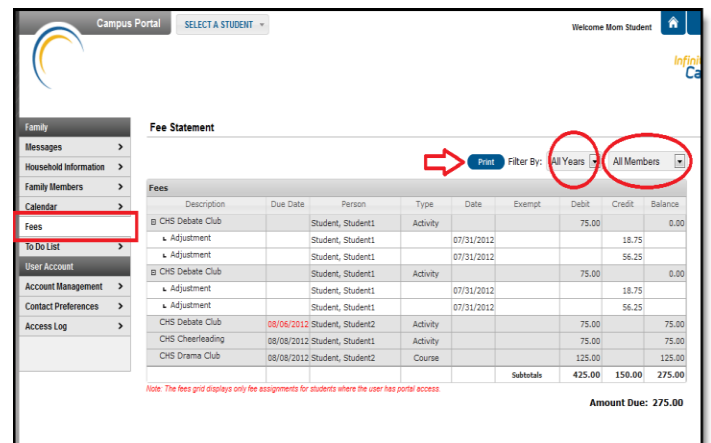 Campus Portal SELECT A STUDENT Welcome Mom Student
Family
Messages
Household Information
Family Members
Calendar
Fees
To Do List
User Account
Account Management
Contact Preferences
Access Log
Fee Statement
Print Filter By: All Years All Members
Fees
Description Due Date Person Type Date Exempt Debit Credit Balance
CHS Debate Club Student, Student1 Activity 75.00 0.00
Adjustment Student, Student1 07/31/2012 18.75
Adjustment Student, Student1 07/31/2012 56.25
CHS Debate Club Student, Student1 Activity 75.00 0.00
Adjustment Student, Student1 07/31/2012 18.75
Adjustment Student, Student1 07/31/2012 56.25
CHS Debate Club 08/06/2012 Student, Student2 Activity 75.00 75.00
CHS Cheerleading 08/08/2012 Student, Student1 Activity 75.00 75.00
CHS Drama Club 08/08/2012 Student, Student2 Course 125.00 125.00
Subtotals 425.00 150.00 275.00
Note: The fees grid displays only fee assignments for students where the user has portal access.
Amount Due: 275.00